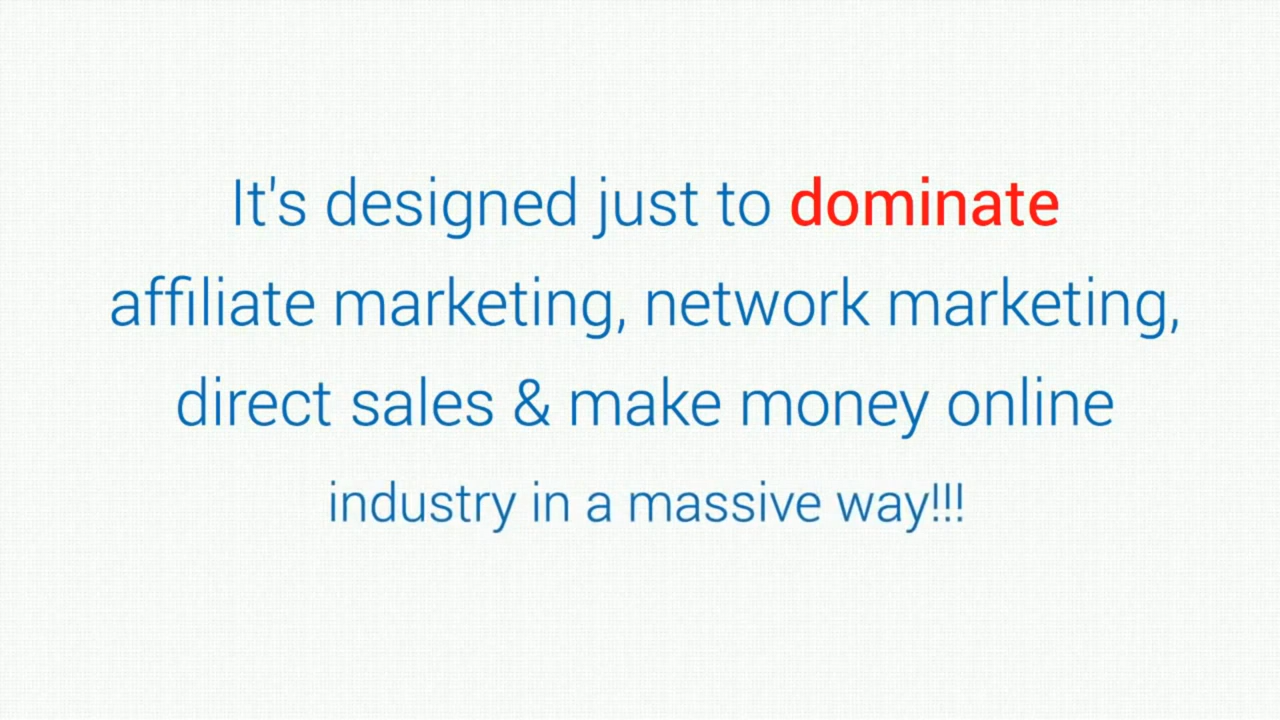 It's designed just to dominate
affiliate marketing, network marketing,
direct sales & make money online
industry in a massive way!!!